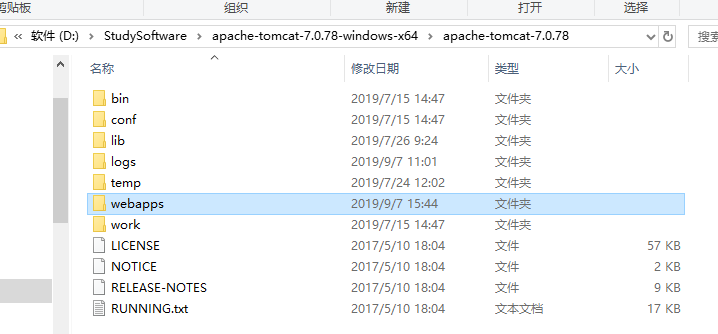 剪贴板 组织 新建 打开 选择
« 软件 (D:) › StudySoftware › apache-tomcat-7.0.78-windows-x64 › apache-tomcat-7.0.78 搜索
名称 修改日期 类型 大小
bin 2019/7/15 14:47 文件夹
conf 2019/7/15 14:47 文件夹
lib 2019/7/26 9:24 文件夹
logs 2019/9/7 11:01 文件夹
temp 2019/7/24 12:02 文件夹
webapps 2019/9/7 15:44 文件夹
work 2019/7/15 14:47 文件夹
LICENSE 2017/5/10 18:04 文件 57 KB
NOTICE 2017/5/10 18:04 文件 2 KB
RELEASE-NOTES 2017/5/10 18:04 文件 9 KB
RUNNING.txt 2017/5/10 18:04 文本文档 17 KB